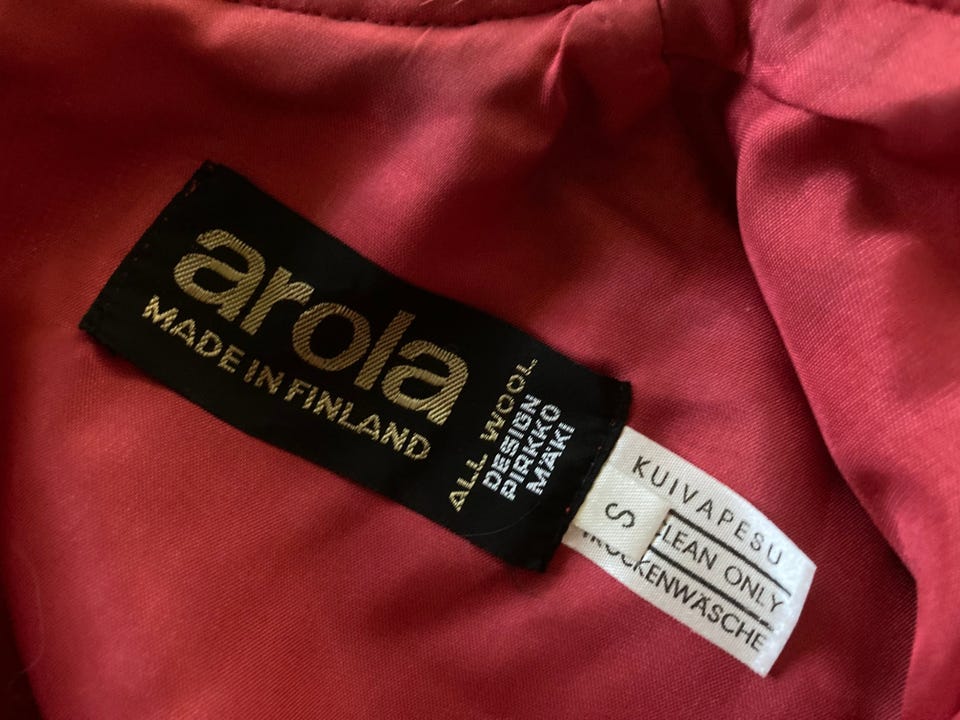 arola
MADE IN FINLAND
ALL WOOL
DESIGN
PIRKKO
MÄKI
S
KUIVAPESU
CLEAN ONLY
TROCKENWÄSCHE